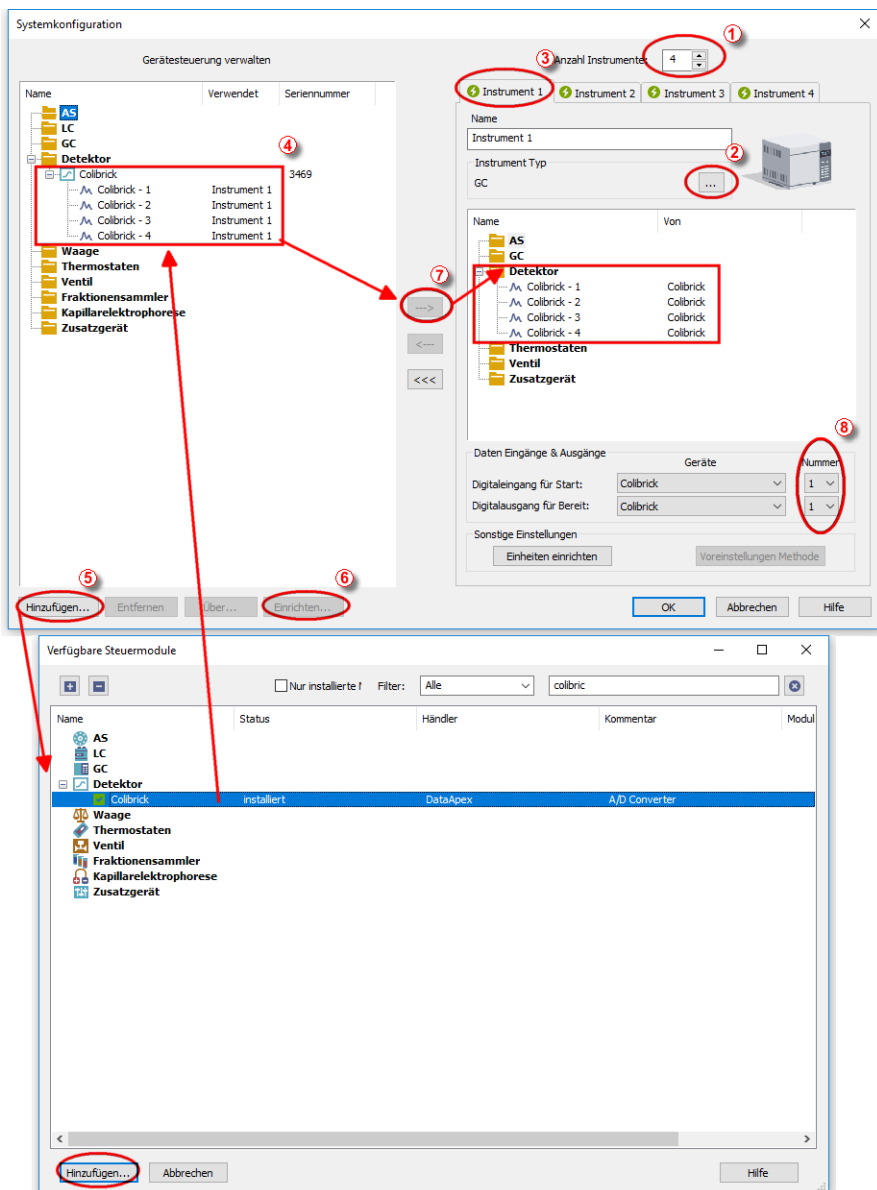 Systemkonfiguration
①
Gerätesteuerung verwalten
③ Anzahl Instrumente: 4
Name Verwendet Seriennummer
AS
LC
GC
Detektor
④
Colibrick 3469
Colibrick - 1 Instrument 1
Colibrick - 2 Instrument 1
Colibrick - 3 Instrument 1
Colibrick - 4 Instrument 1
Waage
Thermostaten
Ventil
Fraktionensammler
Kapillarelektrophorese
Zusatzgerät
⑦
--->
<---
<<<
Instrument 1 Instrument 2 Instrument 3 Instrument 4
Name
Instrument 1
②
Instrument Typ
GC ...
Name Von
AS
GC
Detektor
Colibrick - 1 Colibrick
Colibrick - 2 Colibrick
Colibrick - 3 Colibrick
Colibrick - 4 Colibrick
Thermostaten
Ventil
Zusatzgerät
⑧
Daten Eingänge & Ausgänge
Geräte Nummer
Digitaleingang für Start: Colibrick 1
Digitalausgang für Bereit: Colibrick 1
Sonstige Einstellungen
Einheiten einrichten Voreinstellungen Methode
⑤ ⑥
Hinzufügen... Entfernen Über... Einrichten... OK Abbrechen Hilfe
Verfügbare Steuermodule
Nur installierte Filter: Alle colibric
Name Status Händler Kommentar Modul
AS
LC
GC
Detektor
Colibrick installiert DataApex A/D Converter
Waage
Thermostaten
Ventil
Fraktionensammler
Kapillarelektrophorese
Zusatzgerät
Hinzufügen... Abbrechen Hilfe